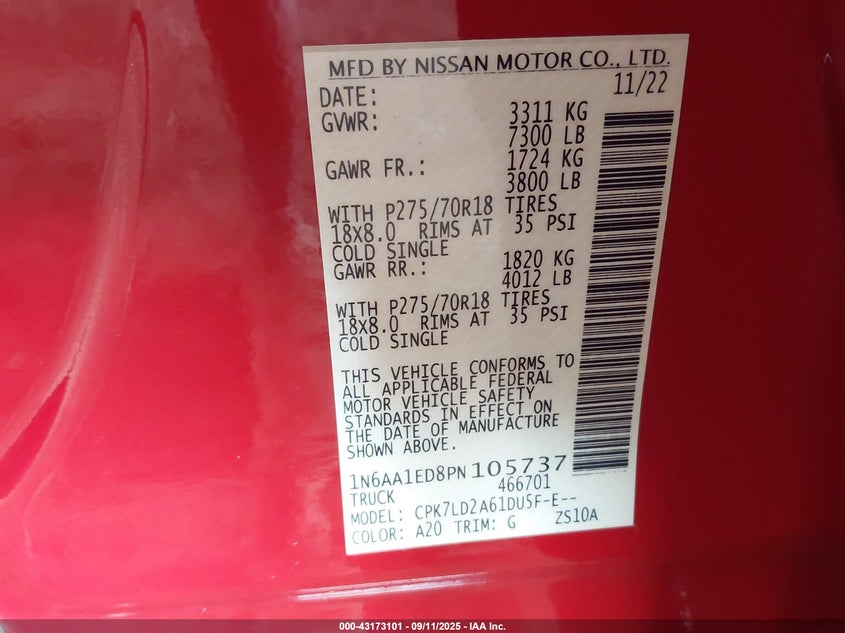 MFD BY NISSAN MOTOR CO., LTD.
DATE: 11/22
GVWR: 3311 KG
7300 LB
GAWR FR.: 1724 KG
3800 LB
WITH P275/70R18 TIRES
18X8.0 RIMS AT 35 PSI
COLD SINGLE
GAWR RR.: 1820 KG
4012 LB
WITH P275/70R18 TIRES
18X8.0 RIMS AT 35 PSI
COLD SINGLE
THIS VEHICLE CONFORMS TO
ALL APPLICABLE FEDERAL
MOTOR VEHICLE SAFETY
STANDARDS IN EFFECT ON
THE DATE OF MANUFACTURE
SHOWN ABOVE.
1N6AA1ED8PN105737
TRUCK 466701
MODEL: CPK7LD2A61DU5F-E--
COLOR: A20 TRIM: G ZS10A
000-43173101 - 09/11/2025 - IAA Inc.